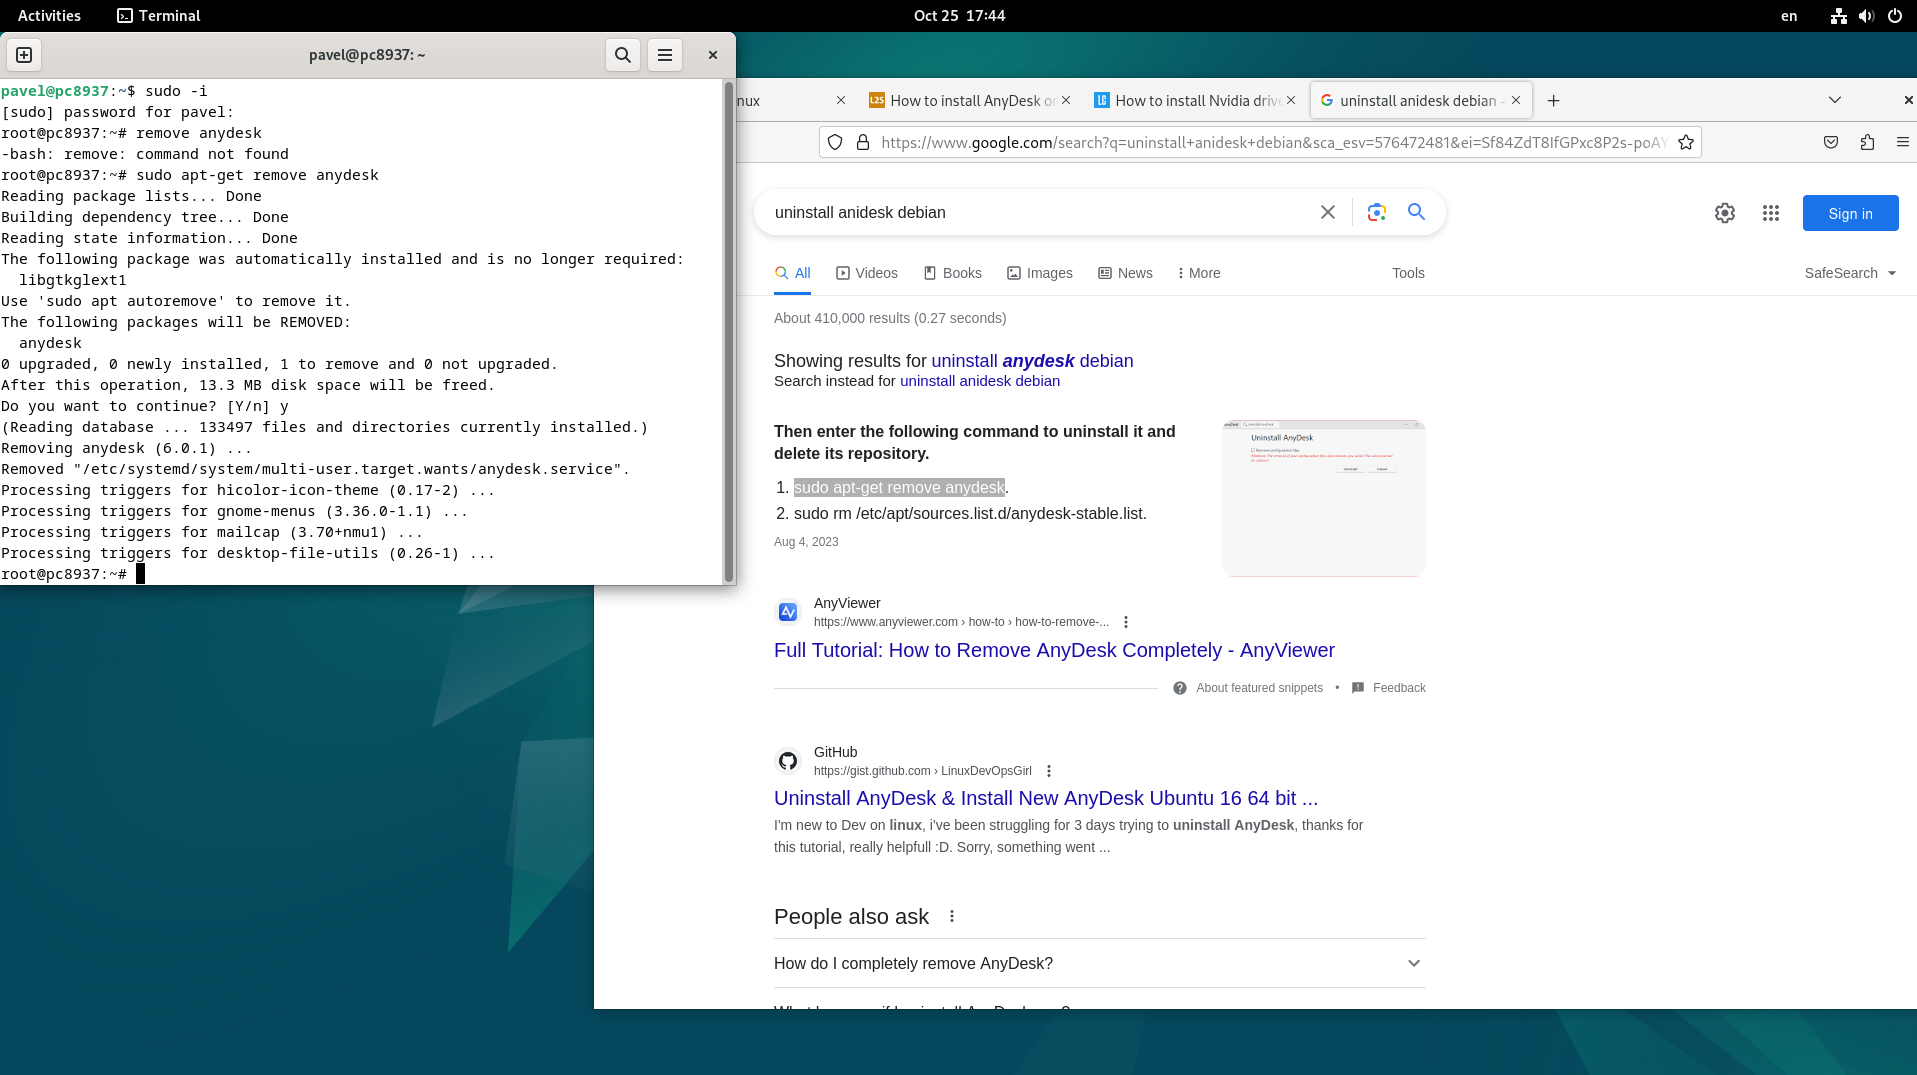 Activities
Terminal
Oct 25 17:44
en
pavel@pc8937: ~
pavel@pc8937:~$ sudo -i
[sudo] password for pavel:
root@pc8937:~# remove anydesk
-bash: remove: command not found
root@pc8937:~# sudo apt-get remove anydesk
Reading package lists... Done
Building dependency tree... Done
Reading state information... Done
The following package was automatically installed and is no longer required:
  libgtkglext1
Use 'sudo apt autoremove' to remove it.
The following packages will be REMOVED:
  anydesk
0 upgraded, 0 newly installed, 1 to remove and 0 not upgraded.
After this operation, 13.3 MB disk space will be freed.
Do you want to continue? [Y/n] y
(Reading database ... 133497 files and directories currently installed.)
Removing anydesk (6.0.1) ...
Removed "/etc/systemd/system/multi-user.target.wants/anydesk.service".
Processing triggers for hicolor-icon-theme (0.17-2) ...
Processing triggers for gnome-menus (3.36.0-1.1) ...
Processing triggers for mailcap (3.70+nmu1) ...
Processing triggers for desktop-file-utils (0.26-1) ...
root@pc8937:~#
nux
L2S How to install AnyDesk or
LC How to install Nvidia drive
uninstall anidesk debian -
https://www.google.com/search?q=uninstall+anidesk+debian&sca_esv=576472481&ei=Sf84ZdT8IfGPxc8P2s-poAY
uninstall anidesk debian
Sign in
All
Videos
Books
Images
News
More
Tools
SafeSearch
About 410,000 results (0.27 seconds)
Showing results for uninstall anydesk debian
Search instead for uninstall anidesk debian
Then enter the following command to uninstall it and
delete its repository.
1. sudo apt-get remove anydesk.
2. sudo rm /etc/apt/sources.list.d/anydesk-stable.list.
Aug 4, 2023
Uninstall AnyDesk
AnyViewer
https://www.anyviewer.com › how-to › how-to-remove-...
Full Tutorial: How to Remove AnyDesk Completely - AnyViewer
About featured snippets • Feedback
GitHub
https://gist.github.com › LinuxDevOpsGirl
Uninstall AnyDesk & Install New AnyDesk Ubuntu 16 64 bit ...
I'm new to Dev on linux, i've been struggling for 3 days trying to uninstall AnyDesk, thanks for
this tutorial, really helpfull :D. Sorry, something went ...
People also ask
How do I completely remove AnyDesk?